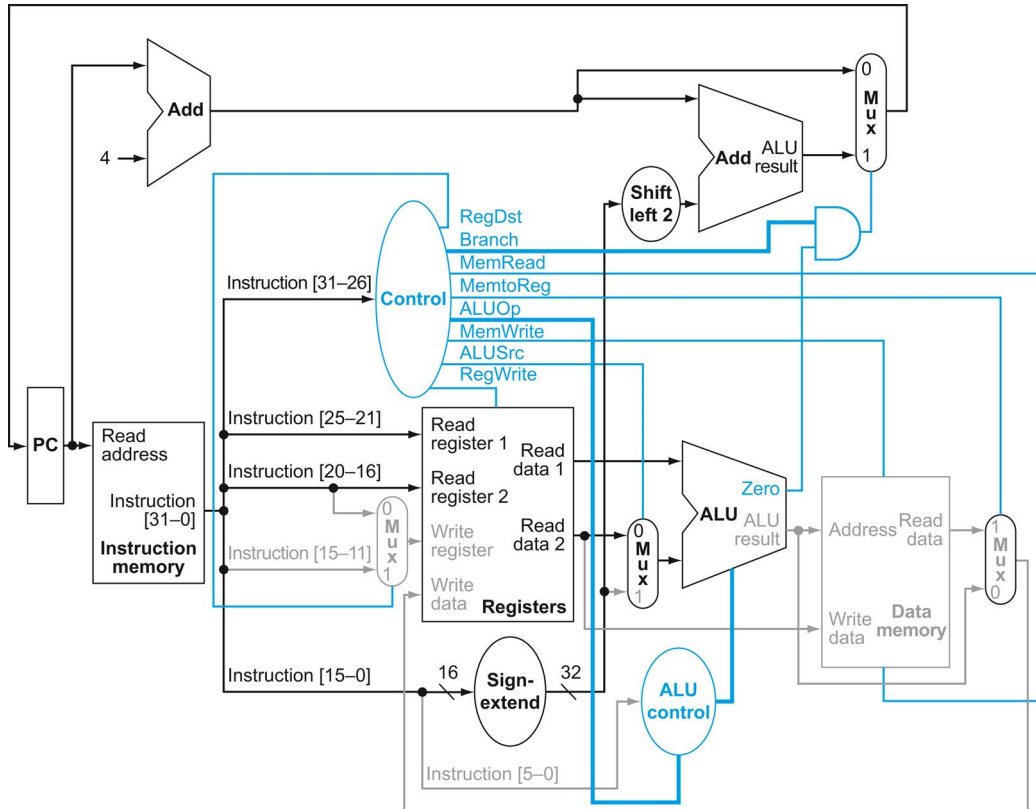 Add
4
0
M
u
x
1
Add
ALU
result
Shift
left 2
RegDst
Branch
MemRead
MemtoReg
ALUOp
MemWrite
ALUSrc
RegWrite
Control
Instruction [31–26]
Instruction [25–21]
Instruction [20–16]
Instruction [15–11]
Instruction [15–0]
Instruction [5–0]
PC
Read
address
Instruction
[31–0]
Instruction
memory
0
M
u
x
1
Read
register 1
Read
register 2
Write
register
Write
data
Read
data 1
Read
data 2
Registers
0
M
u
x
1
Zero
ALU
ALU
result
Address
Read
data
Write
data
Data
memory
1
M
u
x
0
16
Sign-
extend
32
ALU
control